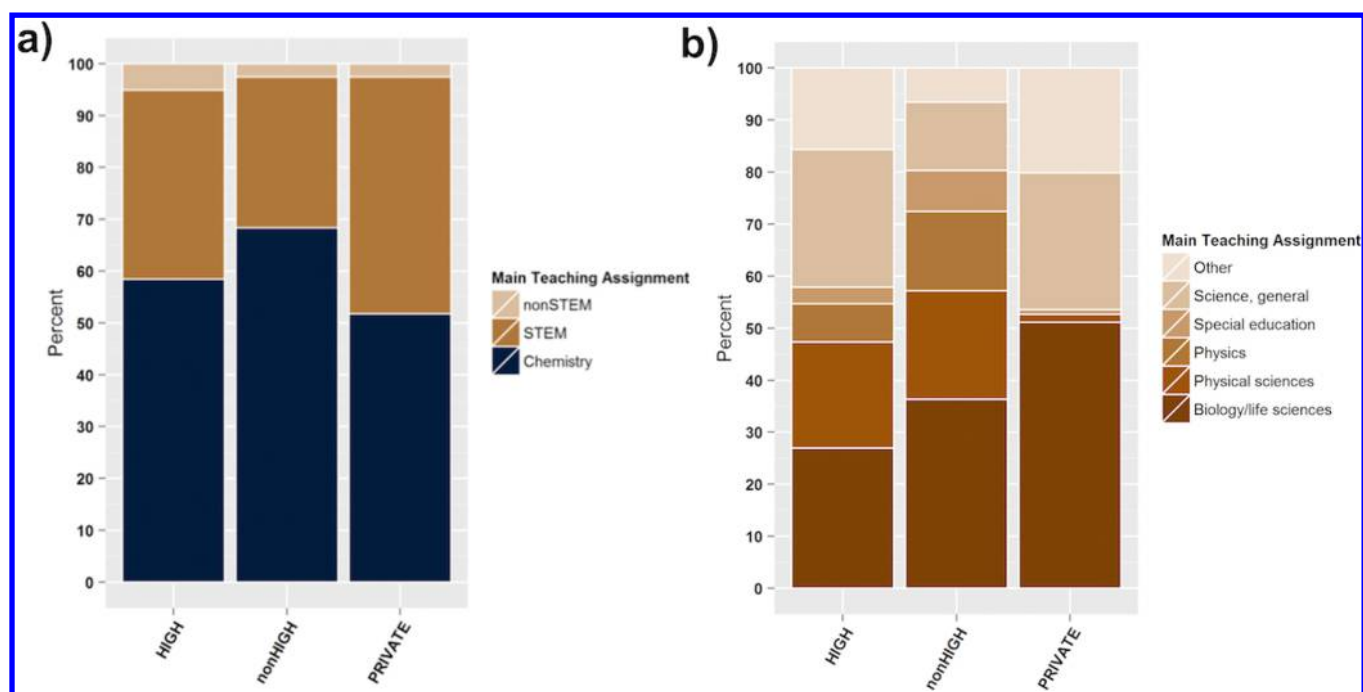 a)
100
90
80
70
60
50
40
30
20
10
0
Percent
HIGH
nonHIGH
PRIVATE
Main Teaching Assignment
nonSTEM
STEM
Chemistry
b)
100
90
80
70
60
50
40
30
20
10
0
Percent
HIGH
nonHIGH
PRIVATE
Main Teaching Assignment
Other
Science, general
Special education
Physics
Physical sciences
Biology/life sciences